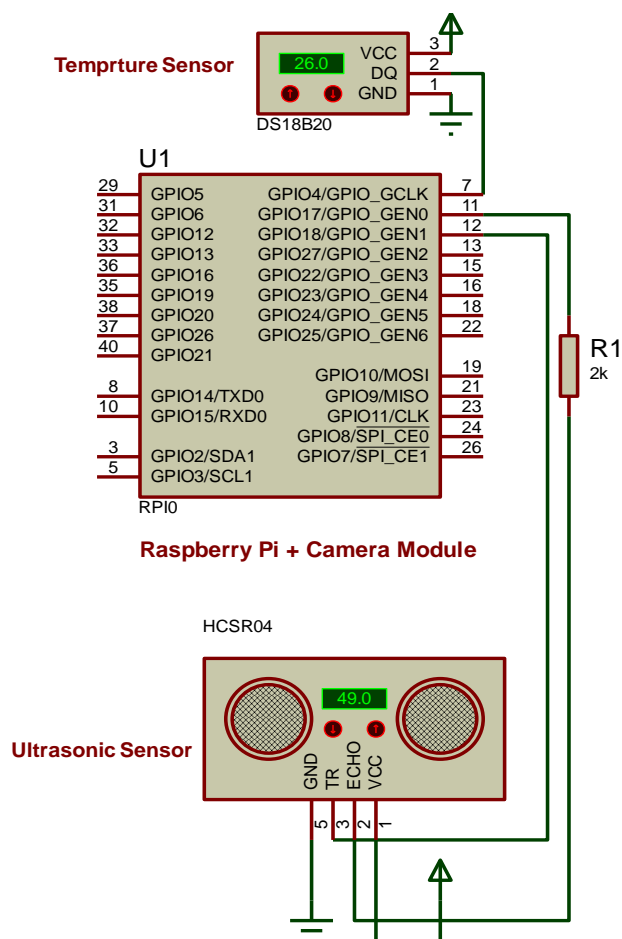 Temprture Sensor
26.0
VCC 3
DQ 2
GND 1
DS18B20
U1
29 GPIO5 GPIO4/GPIO_GCLK 7
31 GPIO6 GPIO17/GPIO_GEN0 11
32 GPIO12 GPIO18/GPIO_GEN1 12
33 GPIO13 GPIO27/GPIO_GEN2 13
36 GPIO16 GPIO22/GPIO_GEN3 15
35 GPIO19 GPIO23/GPIO_GEN4 16
38 GPIO20 GPIO24/GPIO_GEN5 18
37 GPIO26 GPIO25/GPIO_GEN6 22
40 GPIO21
GPIO10/MOSI 19
8 GPIO14/TXD0 GPIO9/MISO 21
10 GPIO15/RXD0 GPIO11/CLK 23
GPIO8/SPI_CE0 24
3 GPIO2/SDA1 GPIO7/SPI_CE1 26
5 GPIO3/SCL1
RPI0
R1
2k
Raspberry Pi + Camera Module
HCSR04
49.0
Ultrasonic Sensor
GND TR ECHO VCC
5 3 2 1